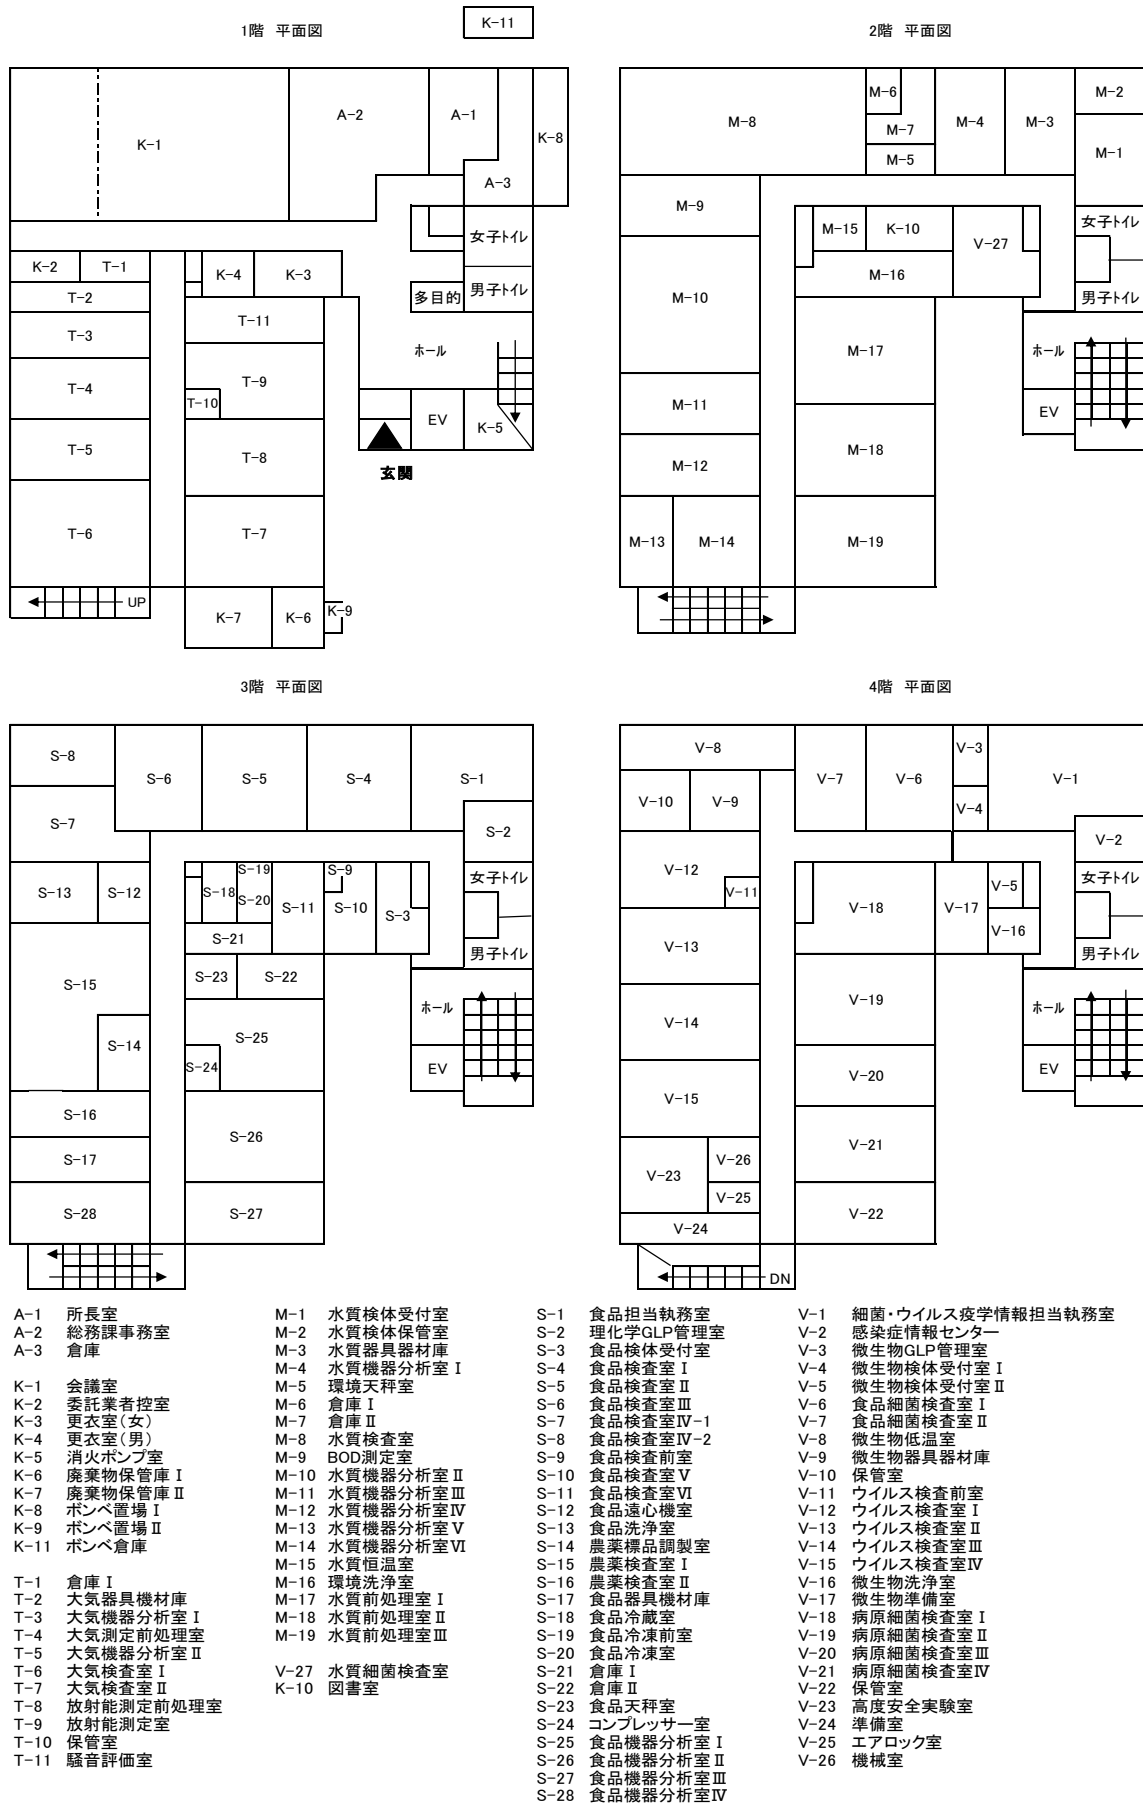 1階 平面図
K-11
K-1
A-2
A-1
K-8
A-3
女子トイレ
男子トイレ
多目的
K-2
T-1
K-4
K-3
T-2
T-3
T-11
T-4
T-9
T-10
T-5
T-8
T-6
T-7
UP
K-7
K-6
K-9
ホール
EV
K-5
玄関
2階 平面図
M-8
M-6
M-7
M-5
M-4
M-3
M-2
M-1
M-9
M-15
K-10
V-27
M-16
女子トイレ
男子トイレ
M-10
M-17
ホール
EV
M-11
M-12
M-18
M-13
M-14
M-19
3階 平面図
S-8
S-6
S-5
S-4
S-1
S-7
S-2
S-13
S-12
S-18
S-19
S-20
S-11
S-9
S-10
S-3
女子トイレ
男子トイレ
S-21
S-15
S-23
S-22
S-14
S-25
S-24
ホール
EV
S-16
S-17
S-26
S-28
S-27
4階 平面図
V-8
V-7
V-6
V-3
V-4
V-1
V-10
V-9
V-2
V-12
V-11
V-18
V-17
V-5
V-16
女子トイレ
男子トイレ
V-13
V-14
V-19
ホール
EV
V-15
V-20
V-23
V-26
V-25
V-21
V-24
V-22
DN
A-1 所長室
A-2 総務課事務室
A-3 倉庫
K-1 会議室
K-2 委託業者控室
K-3 更衣室(女)
K-4 更衣室(男)
K-5 消火ポンプ室
K-6 廃棄物保管庫Ⅰ
K-7 廃棄物保管庫Ⅱ
K-8 ボンベ置場Ⅰ
K-9 ボンベ置場Ⅱ
K-11 ボンベ倉庫
T-1 倉庫Ⅰ
T-2 大気器具機材庫
T-3 大気機器分析室Ⅰ
T-4 大気測定前処理室
T-5 大気機器分析室Ⅱ
T-6 大気検査室Ⅰ
T-7 大気検査室Ⅱ
T-8 放射能測定前処理室
T-9 放射能測定室
T-10 保管室
T-11 騒音評価室
M-1 水質検体受付室
M-2 水質検体保管室
M-3 水質器具器材庫
M-4 水質機器分析室Ⅰ
M-5 環境天秤室
M-6 倉庫Ⅰ
M-7 倉庫Ⅱ
M-8 水質検査室
M-9 BOD測定室
M-10 水質機器分析室Ⅱ
M-11 水質機器分析室Ⅲ
M-12 水質機器分析室Ⅳ
M-13 水質機器分析室Ⅴ
M-14 水質機器分析室Ⅵ
M-15 水質恒温室
M-16 環境洗浄室
M-17 水質前処理室Ⅰ
M-18 水質前処理室Ⅱ
M-19 水質前処理室Ⅲ
V-27 水質細菌検査室
K-10 図書室
S-1 食品担当執務室
S-2 理化学GLP管理室
S-3 食品検体受付室
S-4 食品検査室Ⅰ
S-5 食品検査室Ⅱ
S-6 食品検査室Ⅲ
S-7 食品検査室Ⅳ-1
S-8 食品検査室Ⅳ-2
S-9 食品検査前室
S-10 食品検査室Ⅴ
S-11 食品検査室Ⅵ
S-12 食品遠心機室
S-13 食品洗浄室
S-14 農薬標品調製室
S-15 農薬検査室Ⅰ
S-16 農薬検査室Ⅱ
S-17 食品器具機材庫
S-18 食品冷蔵室
S-19 食品冷凍前室
S-20 食品冷凍室
S-21 倉庫Ⅰ
S-22 倉庫Ⅱ
S-23 食品天秤室
S-24 コンプレッサー室
S-25 食品機器分析室Ⅰ
S-26 食品機器分析室Ⅱ
S-27 食品機器分析室Ⅲ
S-28 食品機器分析室Ⅳ
V-1 細菌・ウイルス疫学情報担当執務室
V-2 感染症情報センター
V-3 微生物GLP管理室
V-4 微生物検体受付室Ⅰ
V-5 微生物検体受付室Ⅱ
V-6 食品細菌検査室Ⅰ
V-7 食品細菌検査室Ⅱ
V-8 微生物低温室
V-9 微生物器具器材庫
V-10 保管室
V-11 ウイルス検査前室
V-12 ウイルス検査室Ⅰ
V-13 ウイルス検査室Ⅱ
V-14 ウイルス検査室Ⅲ
V-15 ウイルス検査室Ⅳ
V-16 微生物洗浄室
V-17 微生物準備室
V-18 病原細菌検査室Ⅰ
V-19 病原細菌検査室Ⅱ
V-20 病原細菌検査室Ⅲ
V-21 病原細菌検査室Ⅳ
V-22 保管室
V-23 高度安全実験室
V-24 準備室
V-25 エアロック室
V-26 機械室